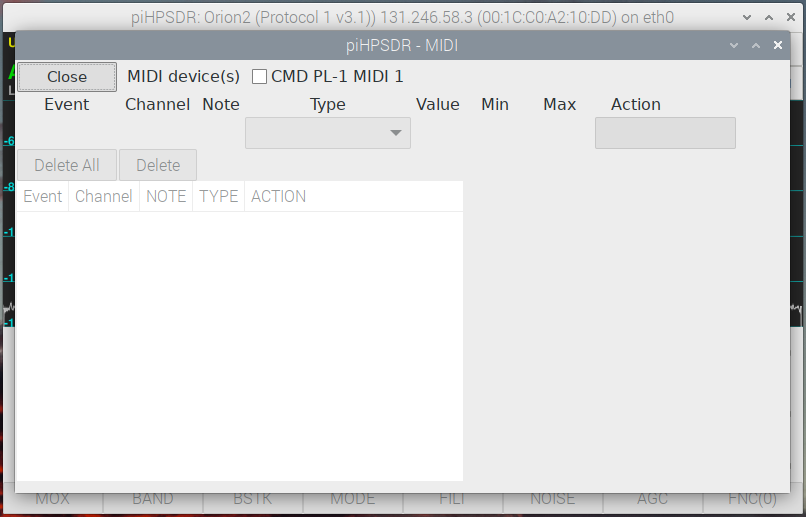 piHPSDR: Orion2 (Protocol 1 v3.1)) 131.246.58.3 (00:1C:C0:A2:10:DD) on eth0
piHPSDR - MIDI
Close MIDI device(s) CMD PL-1 MIDI 1
Event Channel Note Type Value Min Max Action
Delete All Delete
Event Channel NOTE TYPE ACTION
MOX BAND BSTK MODE FILT NOISE AGC FNC(0)